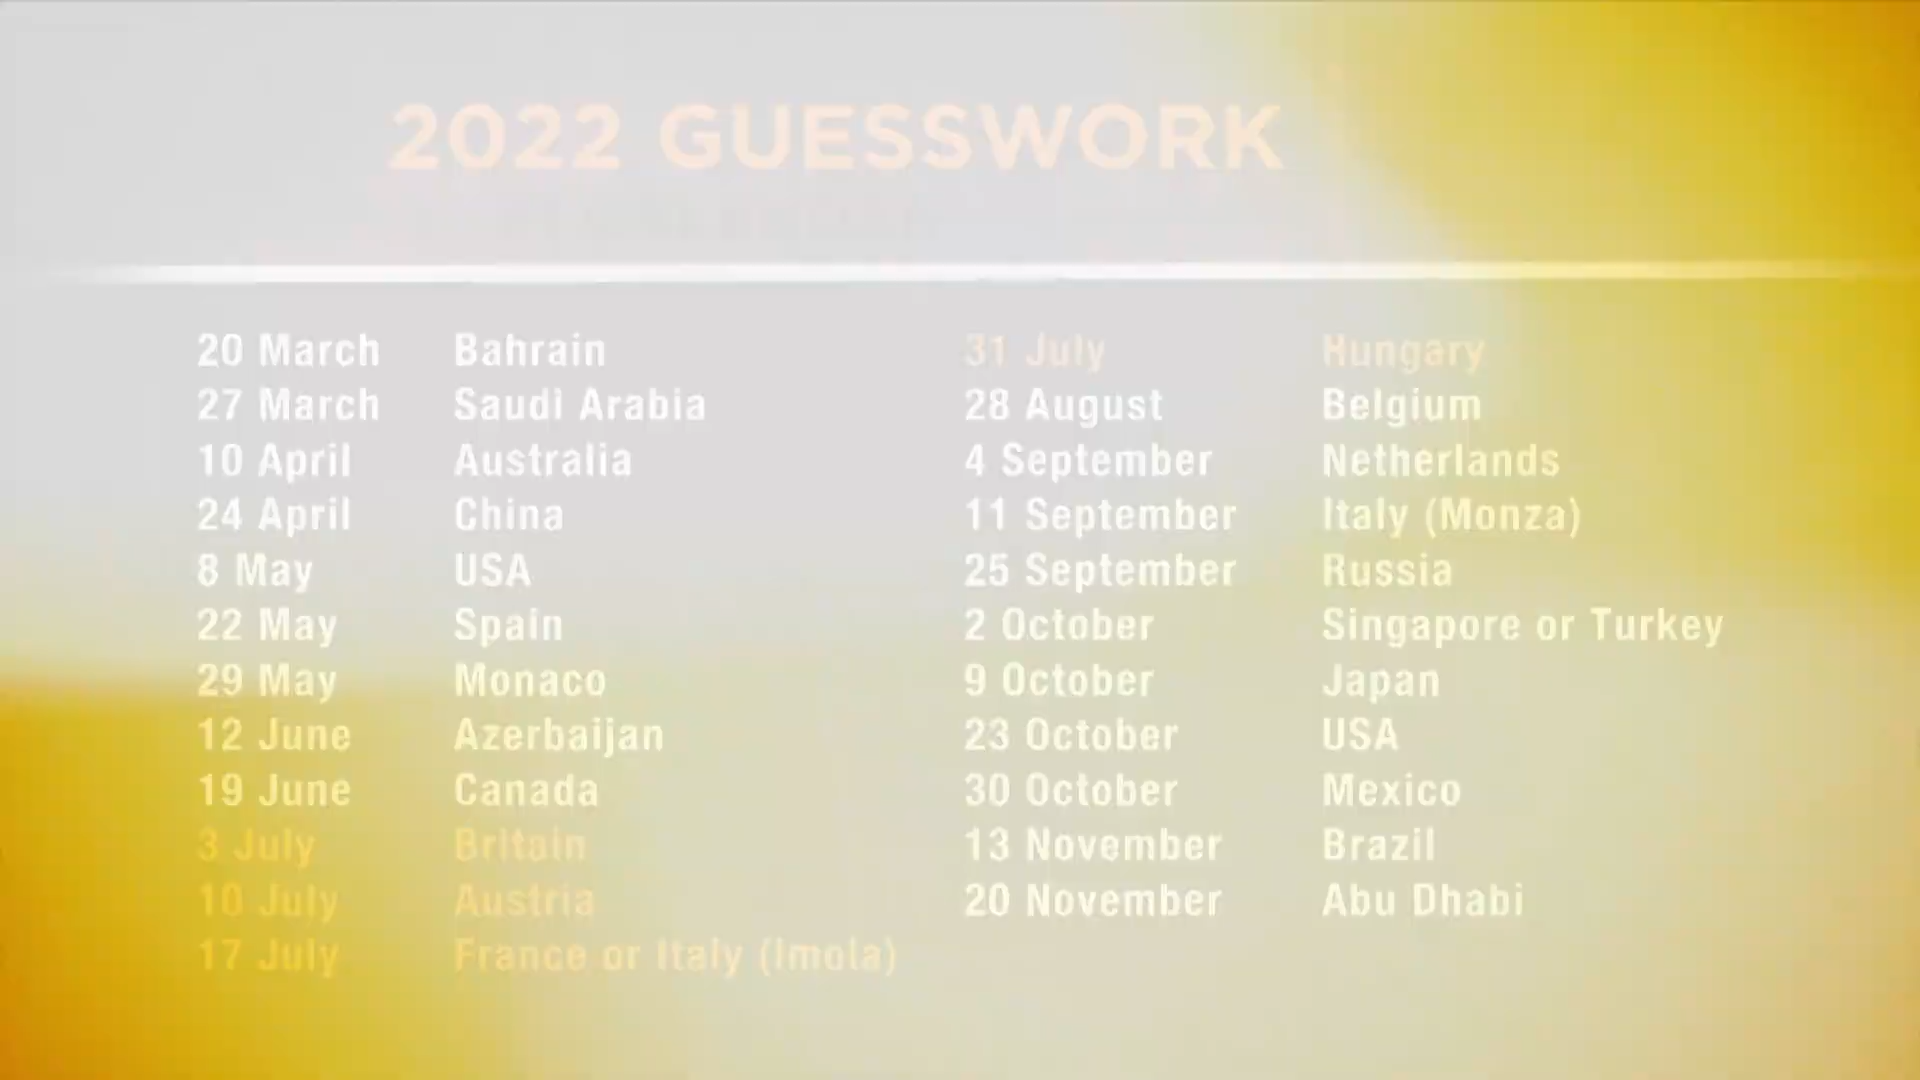 2022 GUESSWORK
20 March Bahrain
27 March Saudi Arabia
10 April Australia
24 April China
8 May USA
22 May Spain
29 May Monaco
12 June Azerbaijan
19 June Canada
3 July Britain
10 July Austria
17 July France or Italy (Imola)
31 July Hungary
28 August Belgium
4 September Netherlands
11 September Italy (Monza)
25 September Russia
2 October Singapore or Turkey
9 October Japan
23 October USA
30 October Mexico
13 November Brazil
20 November Abu Dhabi